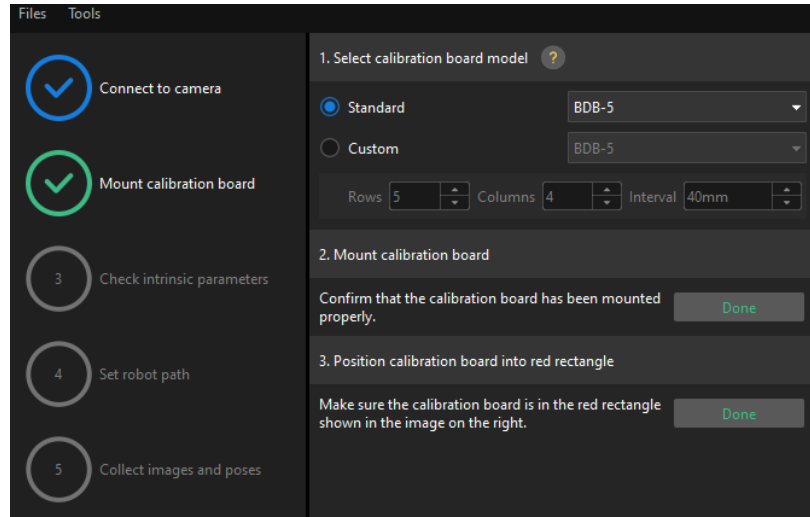 Files Tools
Connect to camera
Mount calibration board
3 Check intrinsic parameters
4 Set robot path
5 Collect images and poses
1. Select calibration board model ?
Standard BDB-5
Custom BDB-5
Rows 5 Columns 4 Interval 40mm
2. Mount calibration board
Confirm that the calibration board has been mounted
properly.
Done
3. Position calibration board into red rectangle
Make sure the calibration board is in the red rectangle
shown in the image on the right.
Done